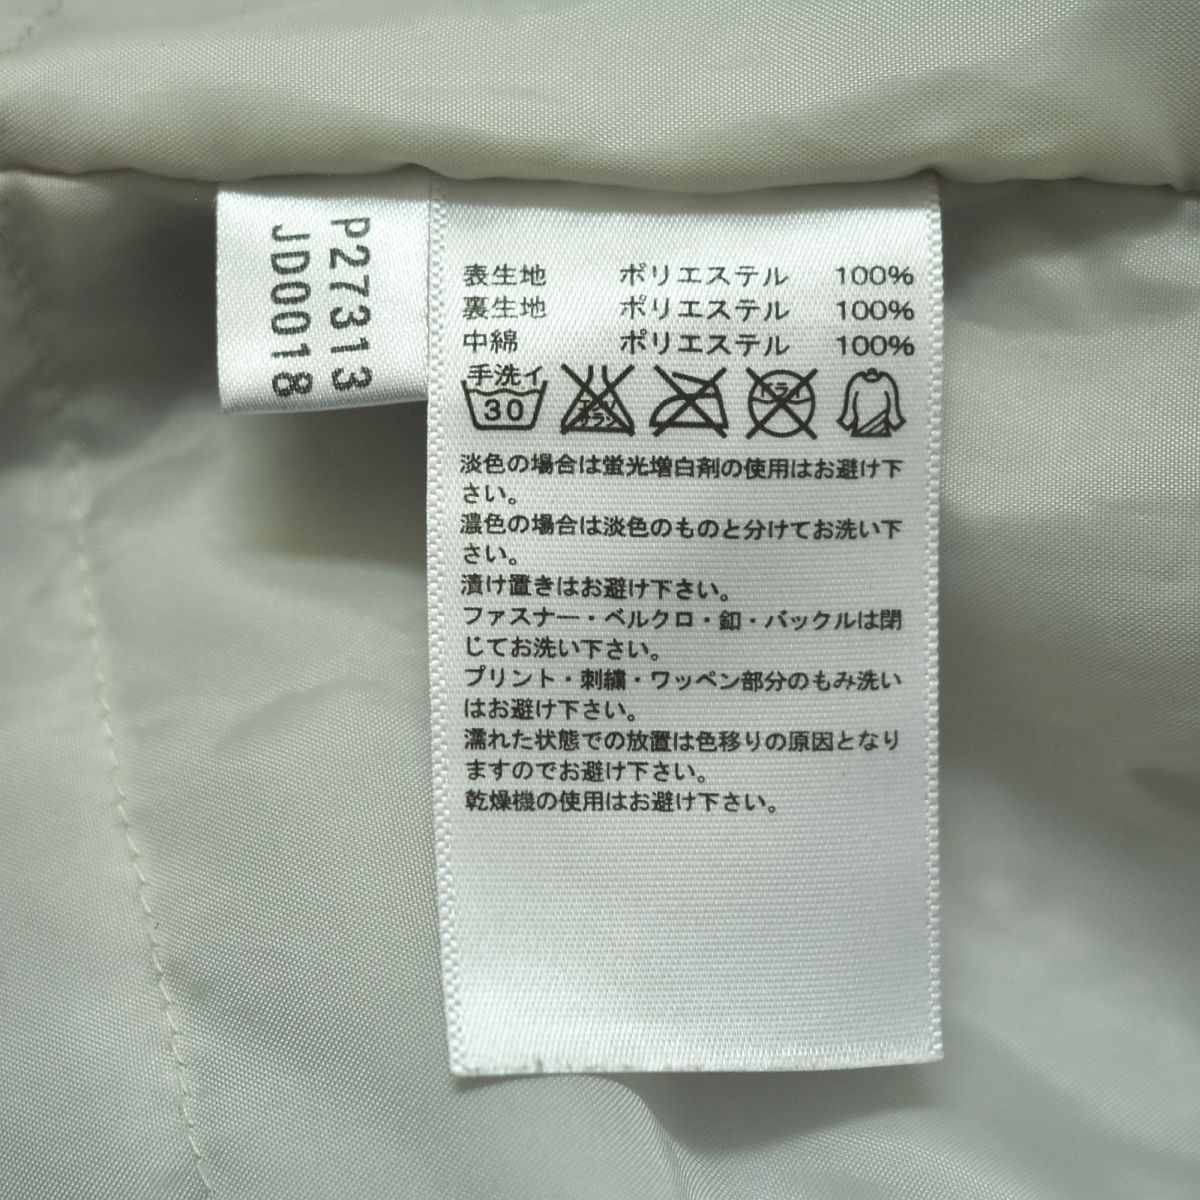 P27313
JD0018
表生地 ポリエステル 100%
裏生地 ポリエステル 100%
中綿 ポリエステル 100%
手洗イ
30
エンソ
サラシ
ドライ
淡色の場合は蛍光増白剤の使用はお避け下
さい。
濃色の場合は淡色のものと分けてお洗い下
さい。
漬け置きはお避け下さい。
ファスナー・ベルクロ・釦・バックルは閉
じてお洗い下さい。
プリント・刺繍・ワッペン部分のもみ洗い
はお避け下さい。
濡れた状態での放置は色移りの原因となり
ますのでお避け下さい。
乾燥機の使用はお避け下さい。